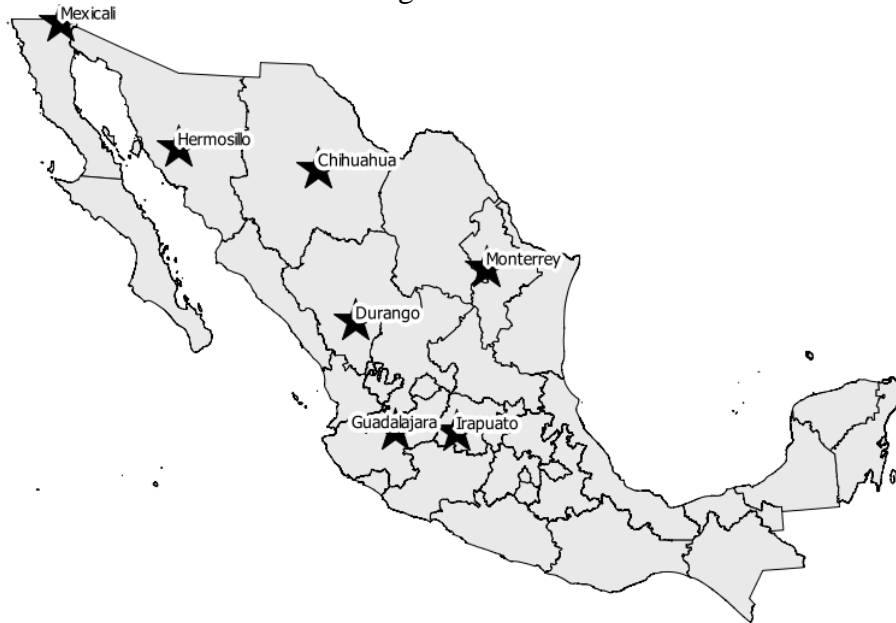 Mexicali
Hermosillo
Chihuahua
Monterrey
Durango
Guadalajara
Irapuato